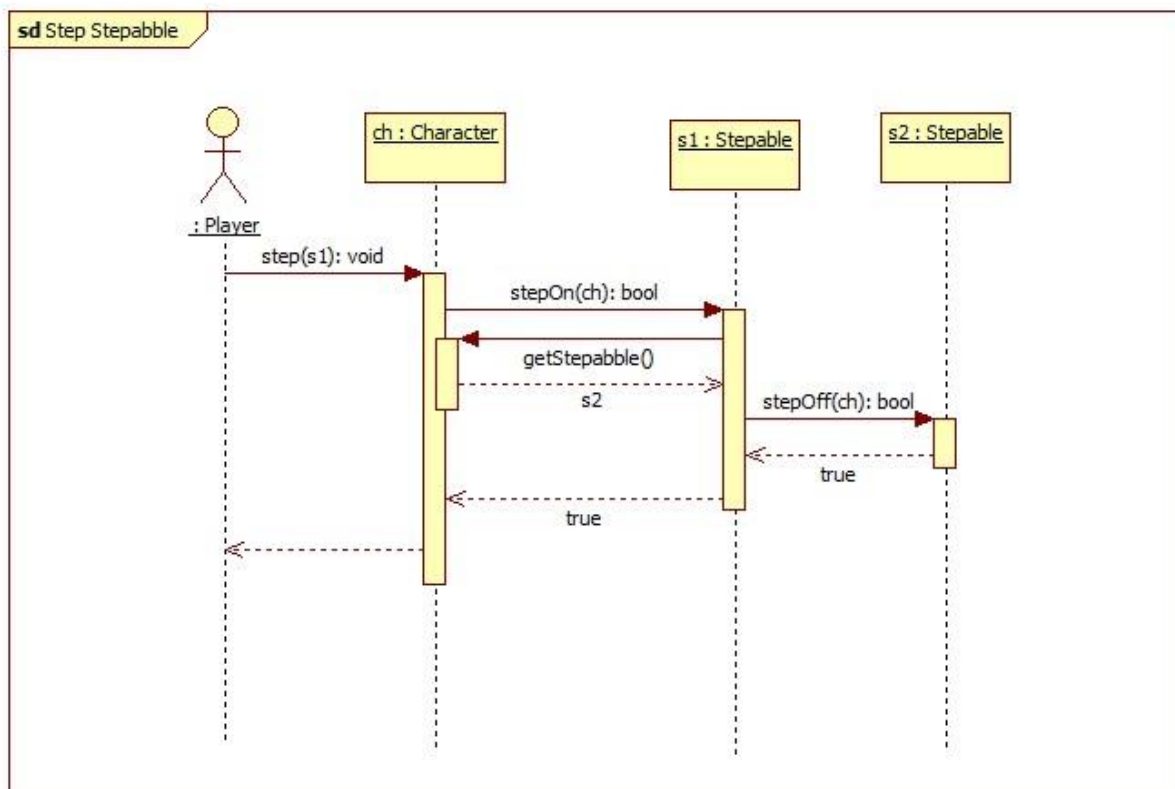 sd Step Stepabble
ch : Character
s1 : Stepable
s2 : Stepable
: Player
step(s1): void
stepOn(ch): bool
getStepabble()
s2
stepOff(ch): bool
true
true